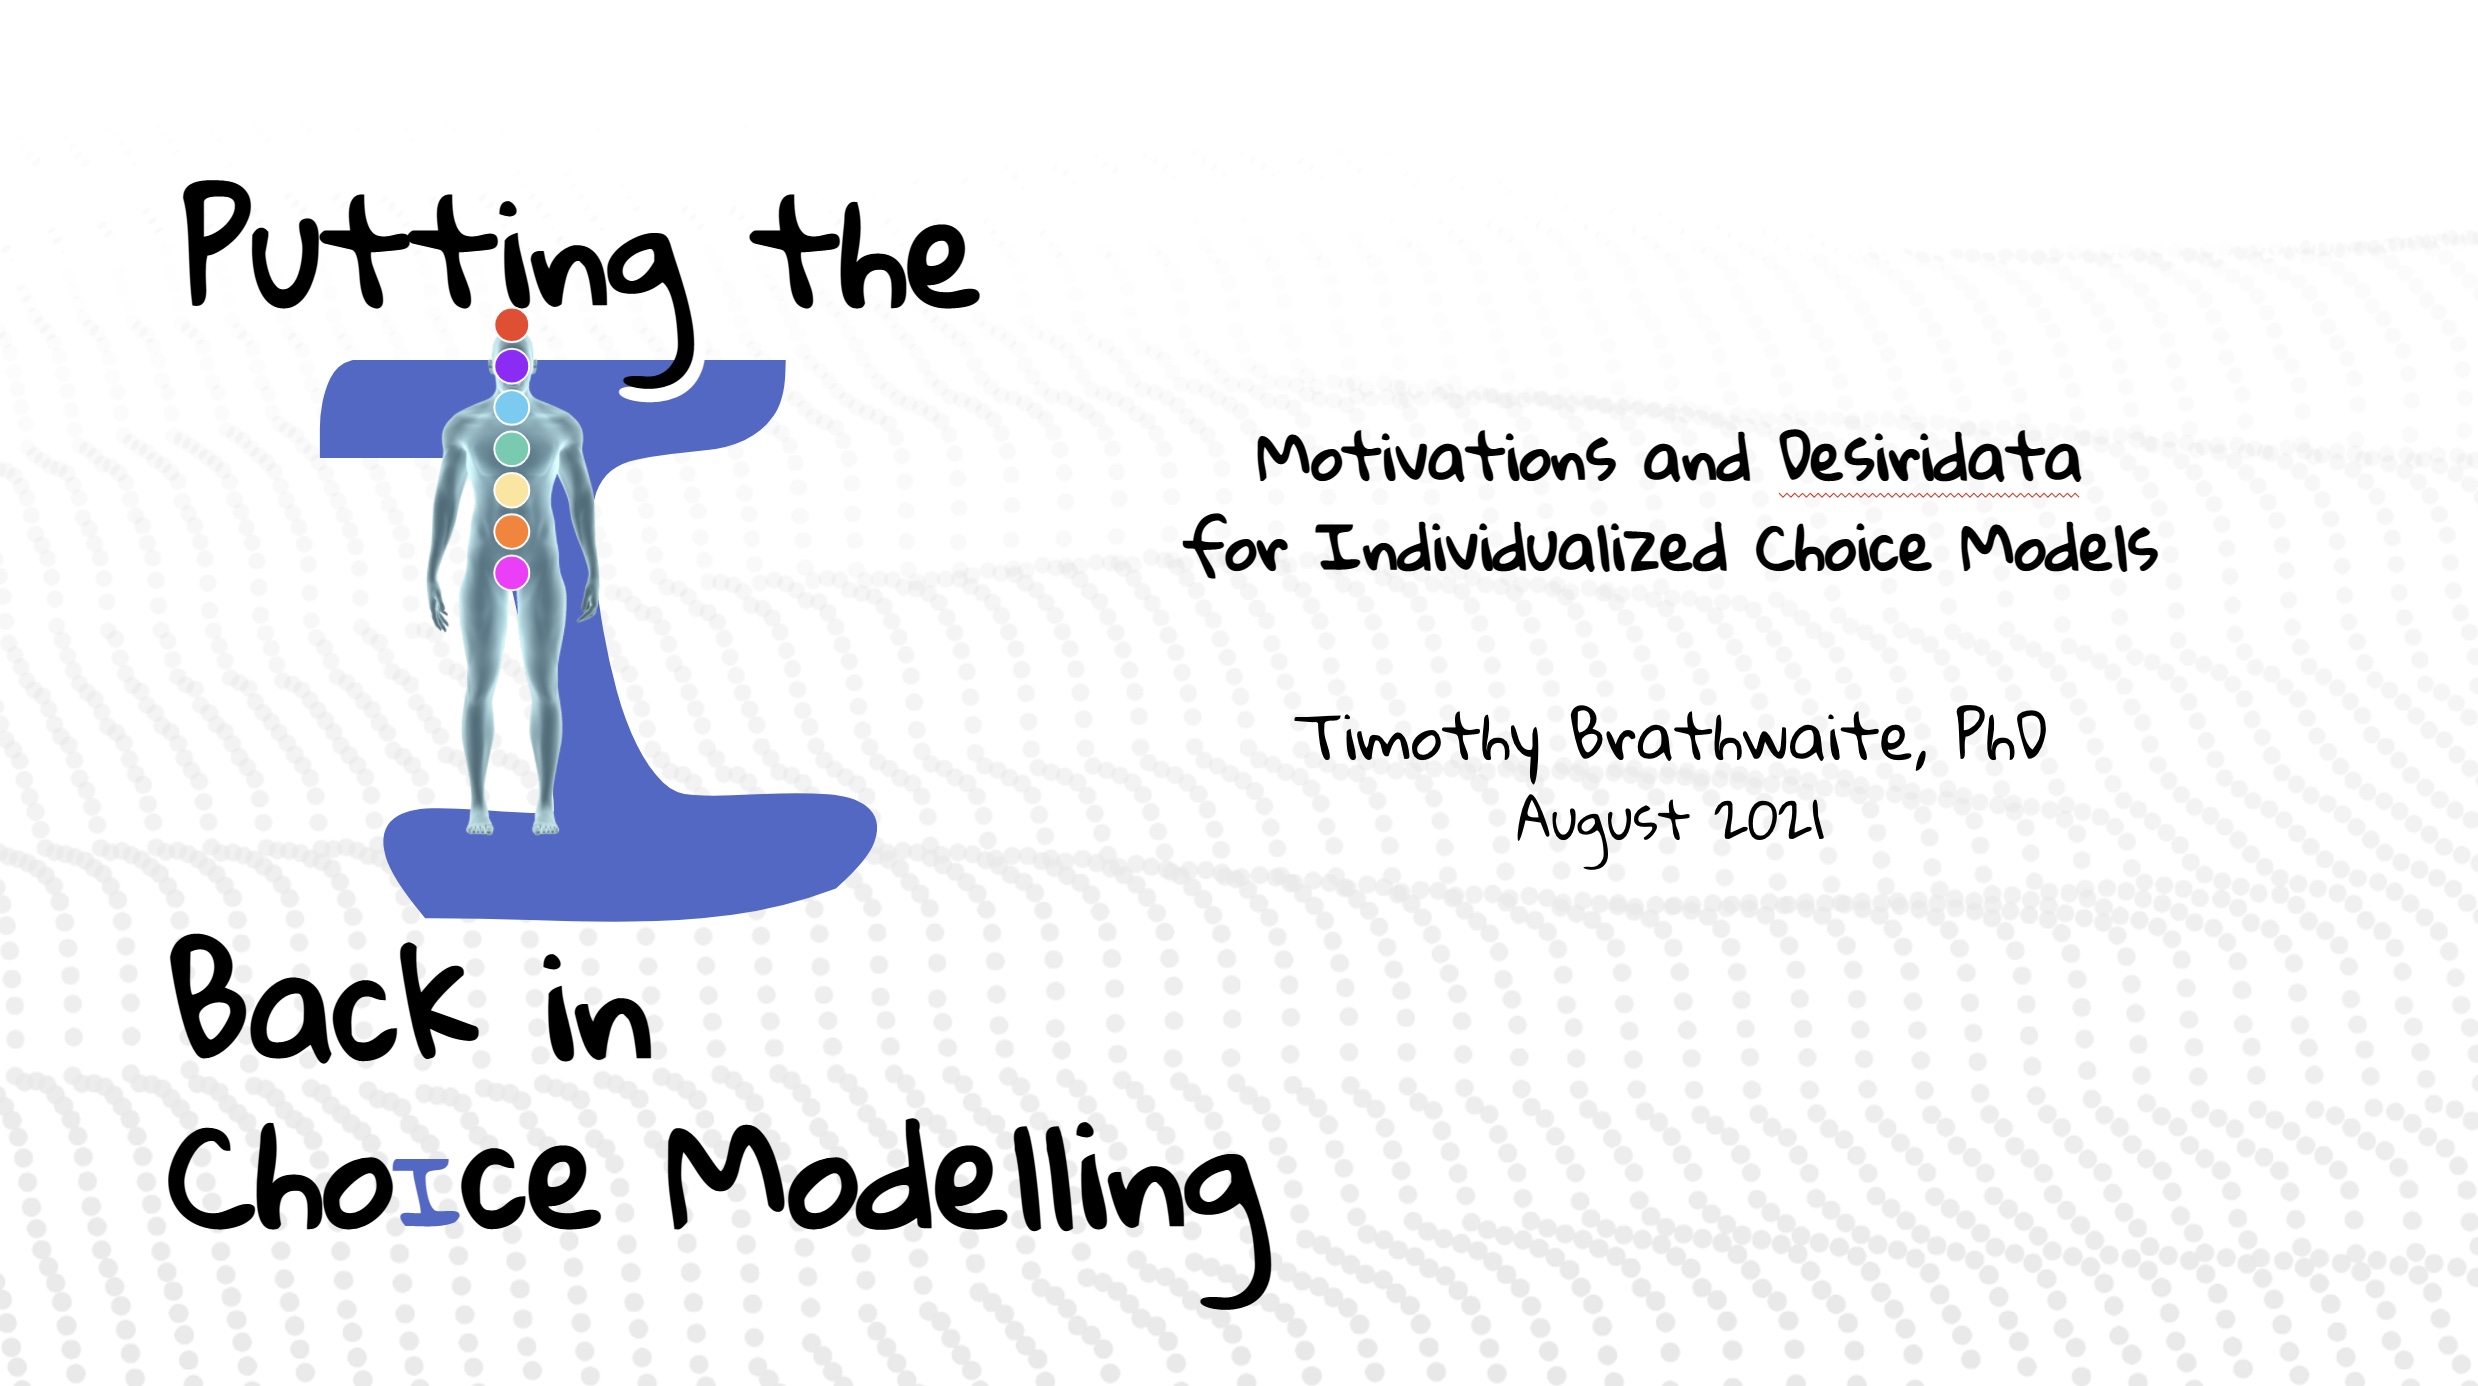 Putting the
I
Back in
ChoIce Modelling
Motivations and Desiridata
for Individualized Choice Models
Timothy Brathwaite, PhD
August 2021